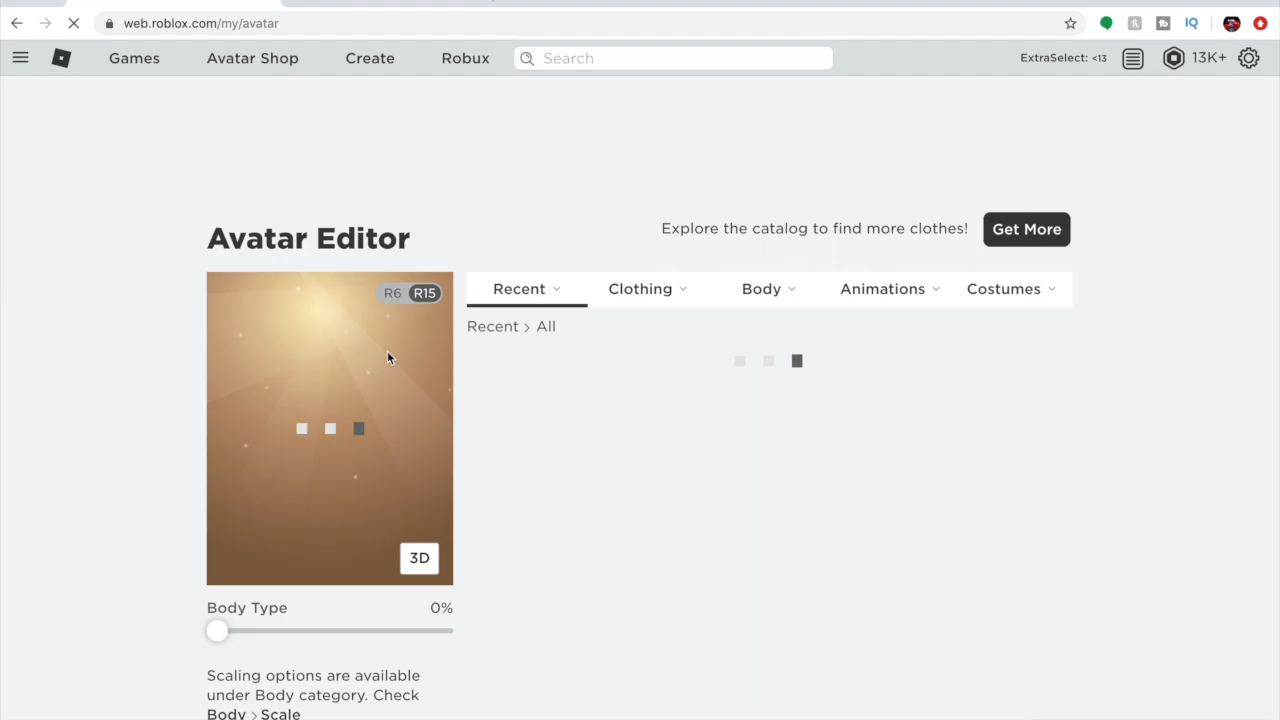 web.roblox.com/my/avatar
IQ
Games Avatar Shop Create Robux Search ExtraSelect: <13 13K+
Avatar Editor
Explore the catalog to find more clothes! Get More
R6 R15
Recent Clothing Body Animations Costumes
Recent > All
3D
Body Type 0%
Scaling options are available
under Body category. Check
Body > Scale